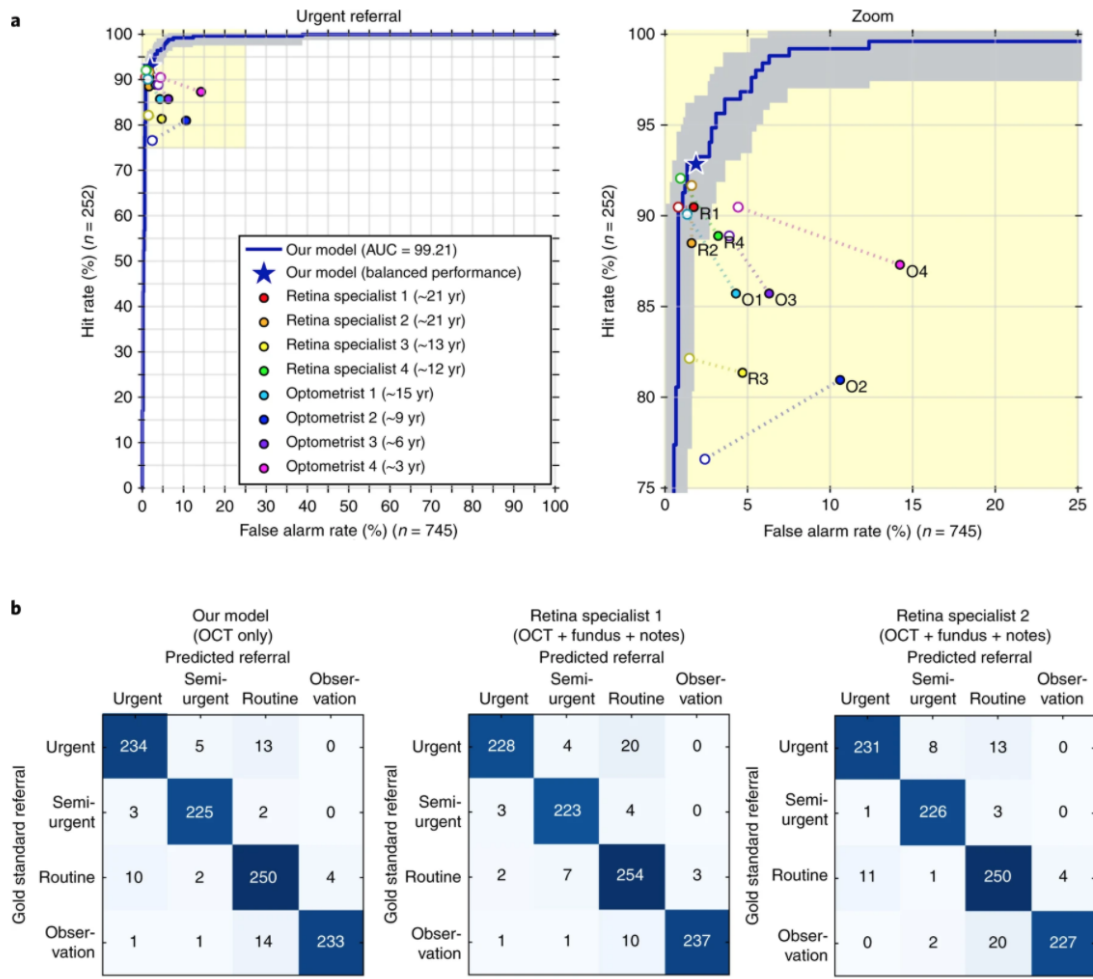 a
Urgent referral
100
90
80
70
60
50
40
30
20
10
0
Hit rate (%) (n = 252)
0 10 20 30 40 50 60 70 80 90 100
False alarm rate (%) (n = 745)
Our model (AUC = 99.21)
Our model (balanced performance)
Retina specialist 1 (~21 yr)
Retina specialist 2 (~21 yr)
Retina specialist 3 (~13 yr)
Retina specialist 4 (~12 yr)
Optometrist 1 (~15 yr)
Optometrist 2 (~9 yr)
Optometrist 3 (~6 yr)
Optometrist 4 (~3 yr)
Zoom
100
95
90
85
80
75
Hit rate (%) (n = 252)
R1
R4
R2
O4
O1 O3
R3
O2
0 5 10 15 20 25
False alarm rate (%) (n = 745)
b
Our model
(OCT only)
Predicted referral
Semi- Obser-
Urgent urgent Routine vation
Gold standard referral
Urgent 234 5 13 0
Semi-
urgent 3 225 2 0
Routine 10 2 250 4
Obser-
vation 1 1 14 233
Retina specialist 1
(OCT + fundus + notes)
Predicted referral
Semi- Obser-
Urgent urgent Routine vation
Gold standard referral
Urgent 228 4 20 0
Semi-
urgent 3 223 4 0
Routine 2 7 254 3
Obser-
vation 1 1 10 237
Retina specialist 2
(OCT + fundus + notes)
Predicted referral
Semi- Obser-
Urgent urgent Routine vation
Gold standard referral
Urgent 231 8 13 0
Semi-
urgent 1 226 3 0
Routine 11 1 250 4
Obser-
vation 0 2 20 227